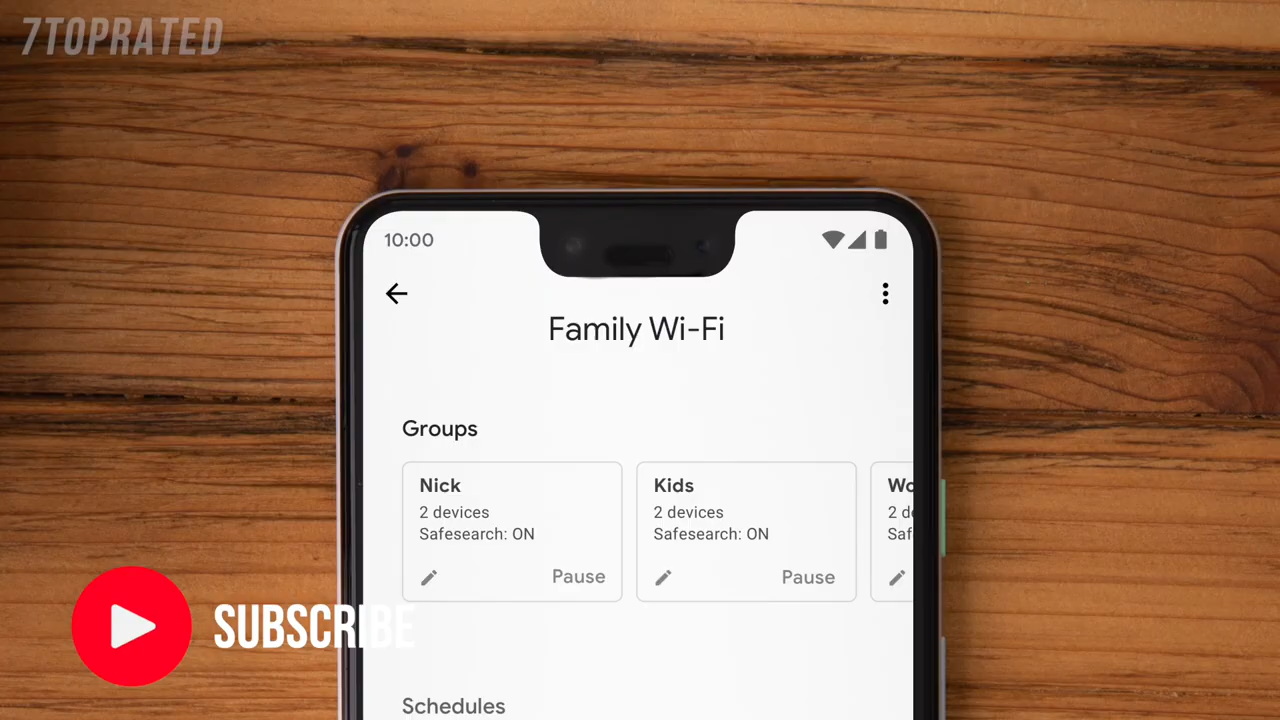 7TOPRATED
10:00
Family Wi-Fi
Groups
Nick
2 devices
Safesearch: ON
Pause
Kids
2 devices
Safesearch: ON
Pause
SUBSCRIBE
Schedules